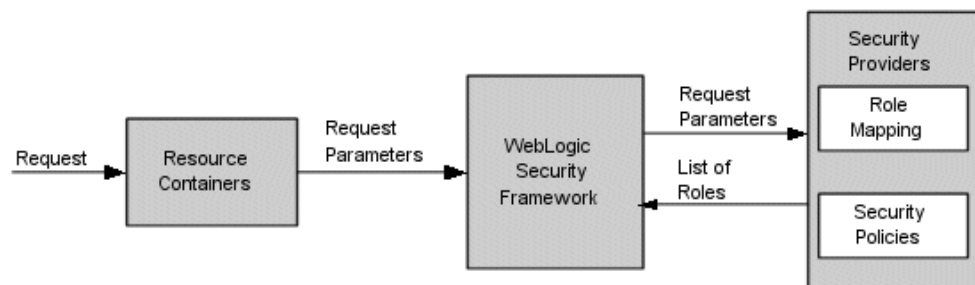 Request
Resource
Containers
Request
Parameters
WebLogic
Security
Framework
Request
Parameters
List of
Roles
Security
Providers
Role
Mapping
Security
Policies